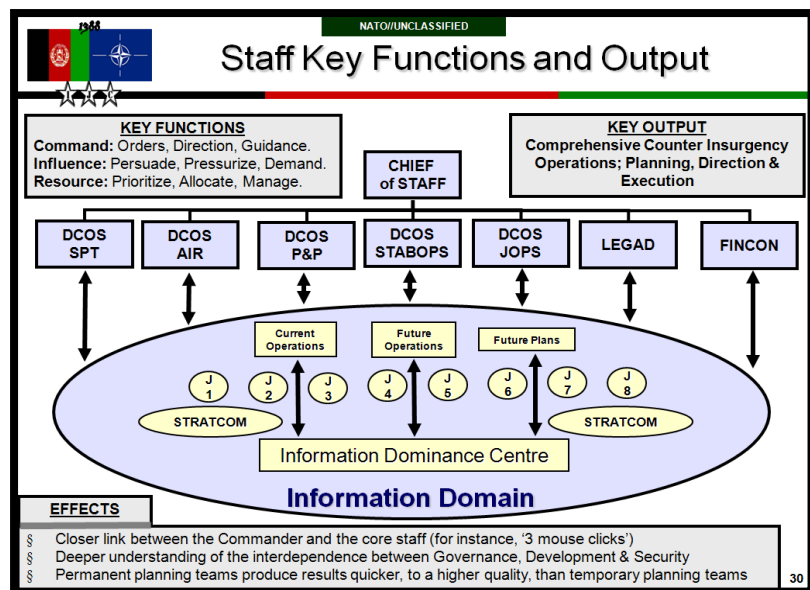 1388
NATO//UNCLASSIFIED
Staff Key Functions and Output
I J C
KEY FUNCTIONS
Command: Orders, Direction, Guidance.
Influence: Persuade, Pressurize, Demand.
Resource: Prioritize, Allocate, Manage.
KEY OUTPUT
Comprehensive Counter Insurgency
Operations; Planning, Direction &
Execution
CHIEF
of STAFF
DCOS
SPT
DCOS
AIR
DCOS
P&P
DCOS
STABOPS
DCOS
JOPS
LEGAD
FINCON
Current
Operations
Future
Operations
Future Plans
J
1
J
2
J
3
J
4
J
5
J
6
J
7
J
8
STRATCOM
STRATCOM
Information Dominance Centre
Information Domain
EFFECTS
§ Closer link between the Commander and the core staff (for instance, ‘3 mouse clicks’)
§ Deeper understanding of the interdependence between Governance, Development & Security
§ Permanent planning teams produce results quicker, to a higher quality, than temporary planning teams
30